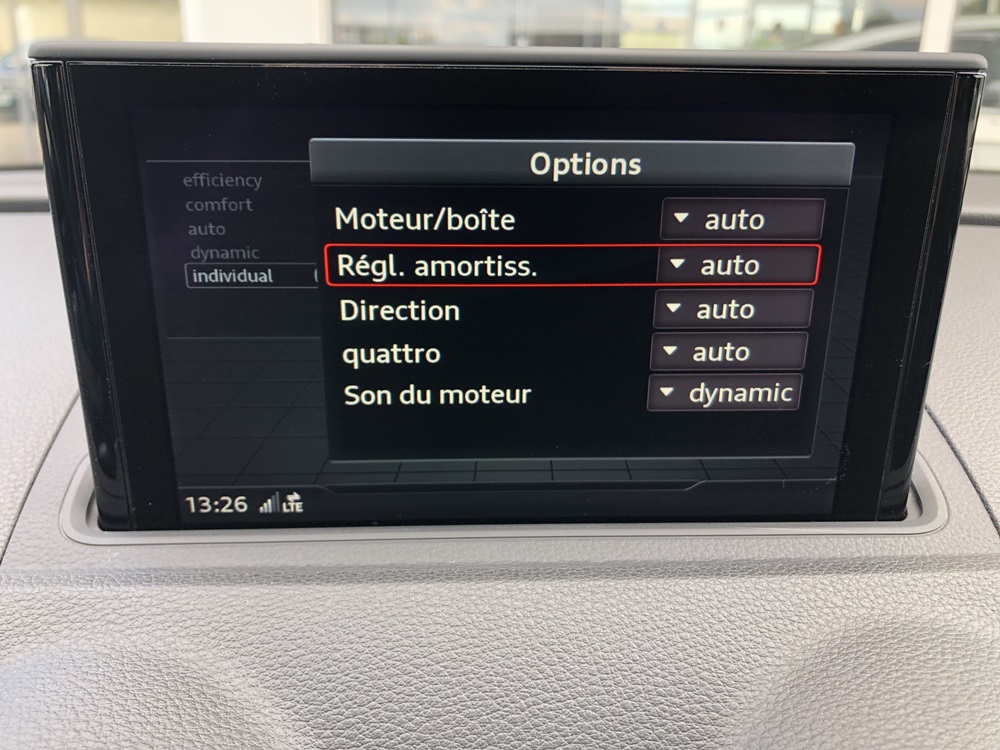 Options
efficiency
comfort
auto
dynamic
individual
Moteur/boîte auto
Régl. amortiss. auto
Direction auto
quattro auto
Son du moteur dynamic
13:26 LTE